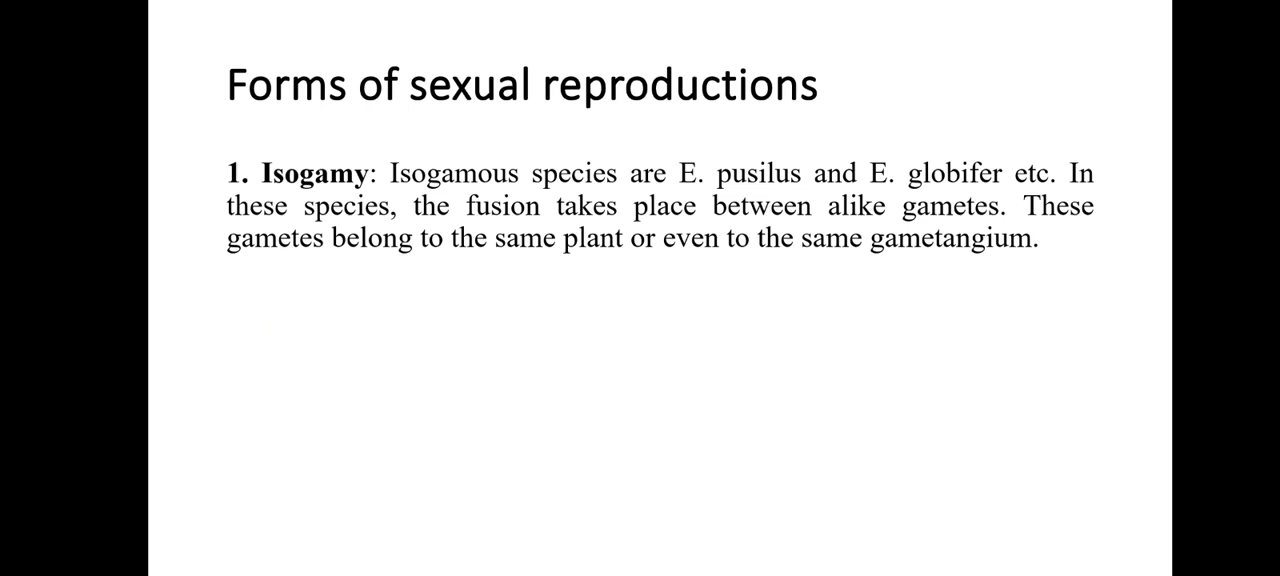 Forms of sexual reproductions
1. Isogamy: Isogamous species are E. pusilus and E. globifer etc. In
these species, the fusion takes place between alike gametes. These
gametes belong to the same plant or even to the same gametangium.